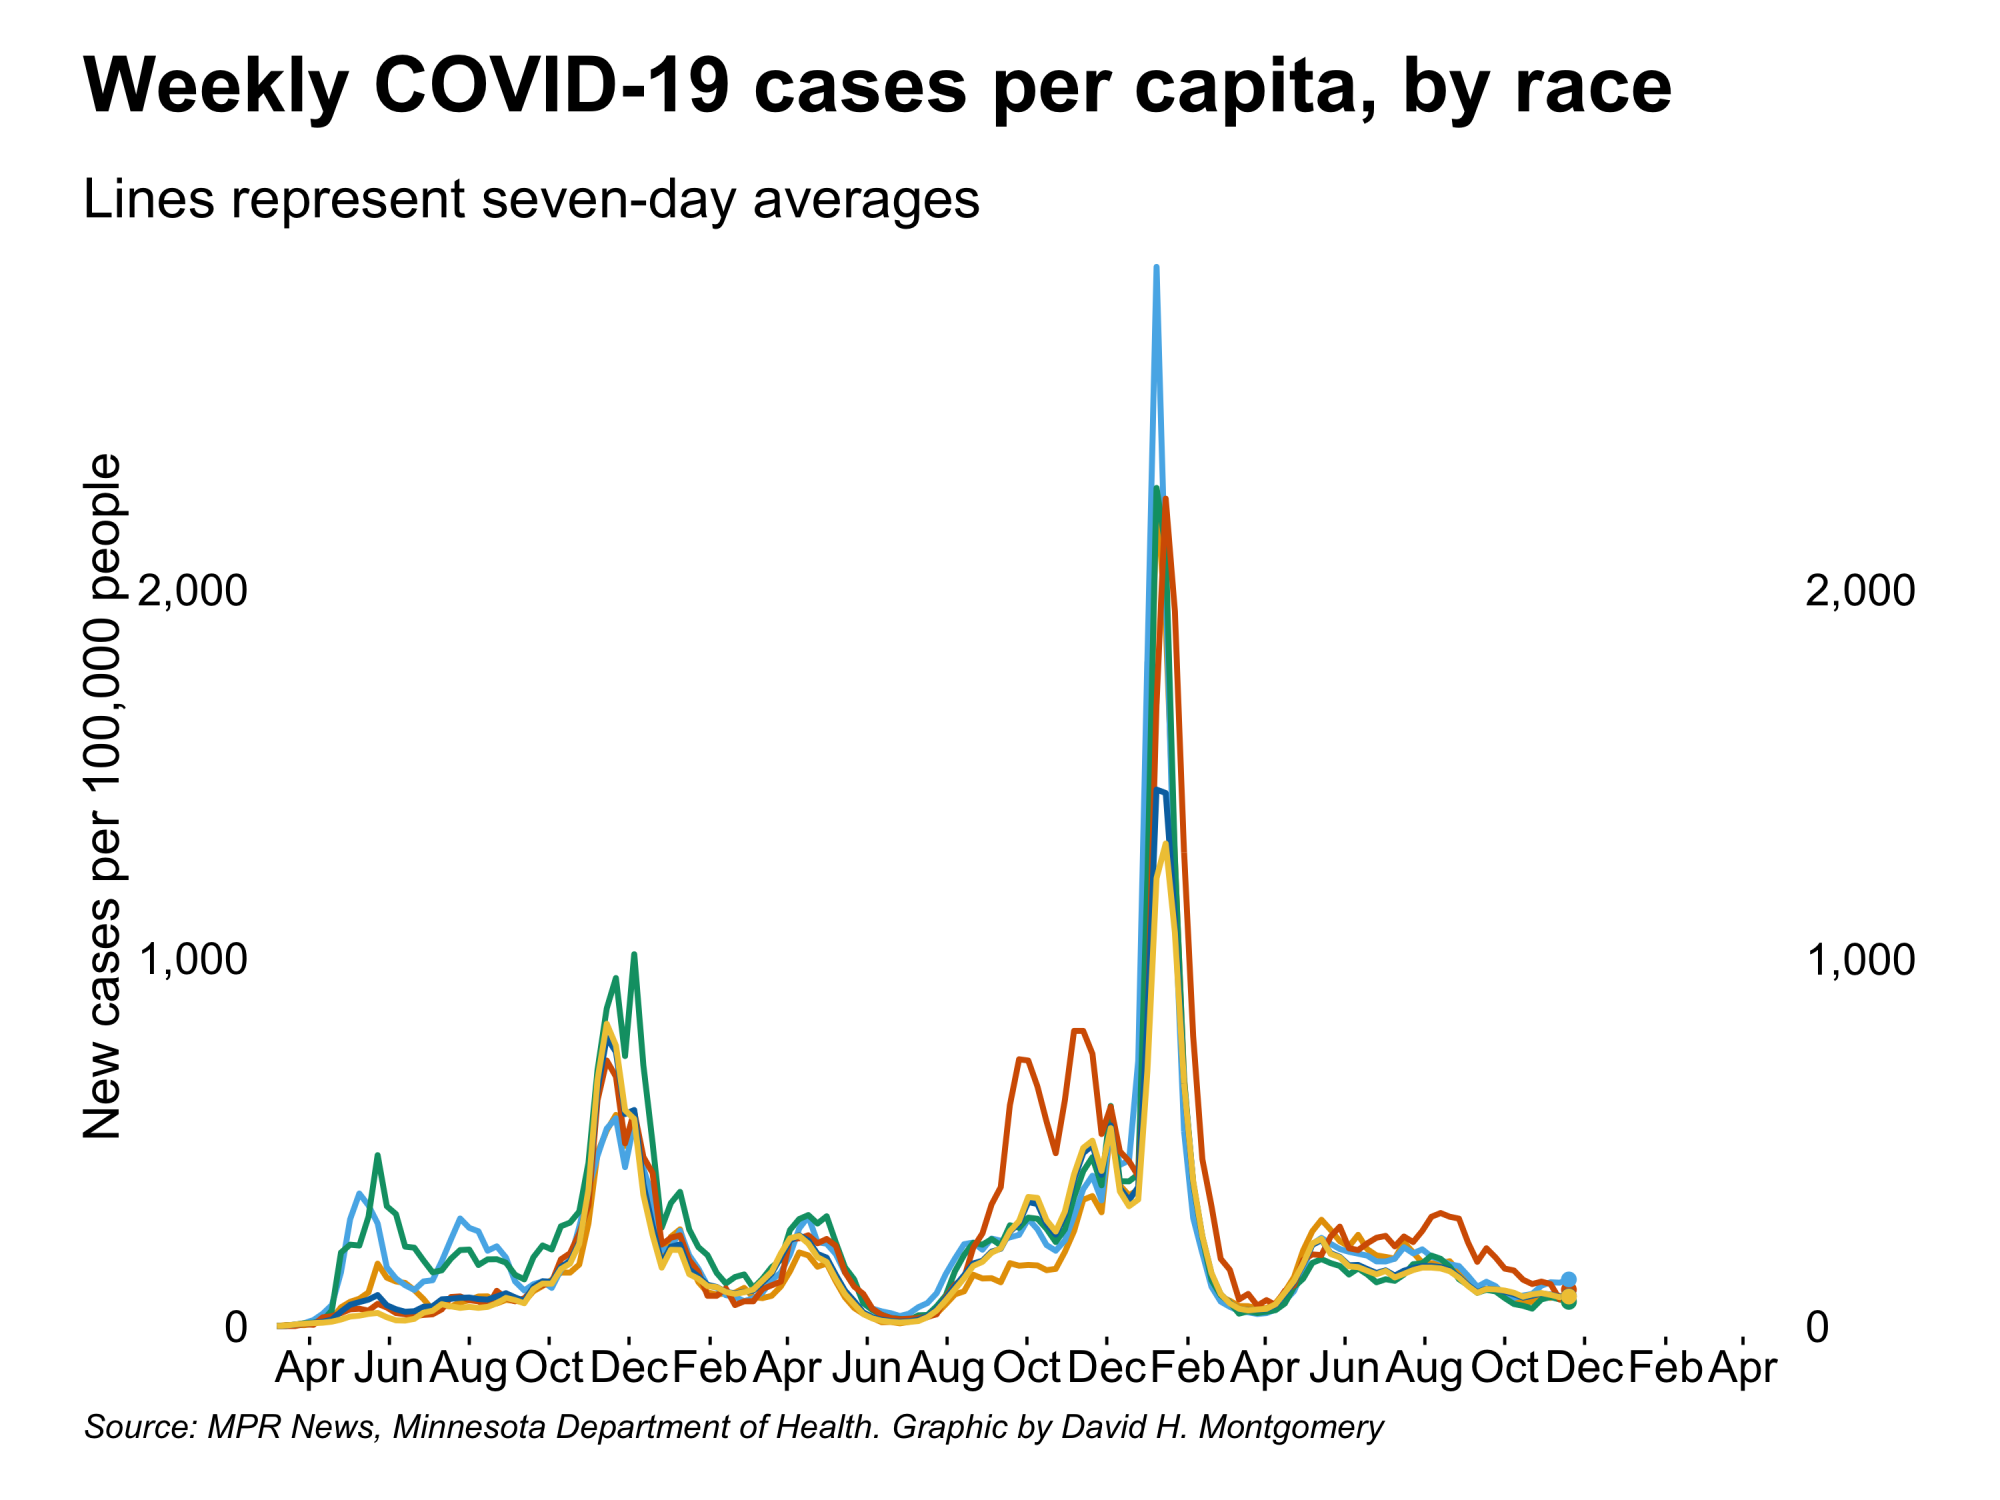 Weekly COVID-19 cases per capita, by race
Lines represent seven-day averages
New cases per 100,000 people
2,000 2,000
1,000 1,000
0 0
Apr Jun Aug Oct Dec Feb Apr Jun Aug Oct Dec Feb Apr Jun Aug Oct Dec Feb Apr
Source: MPR News, Minnesota Department of Health. Graphic by David H. Montgomery